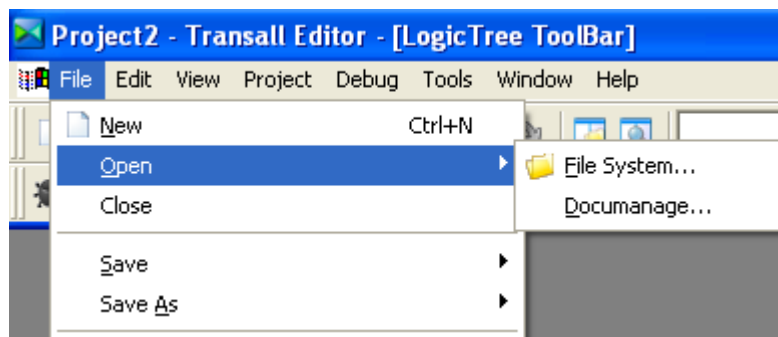 Project2 - Transall Editor - [LogicTree ToolBar]
File Edit View Project Debug Tools Window Help
New Ctrl+N
Open
File System...
Close
Documanage...
Save
Save As